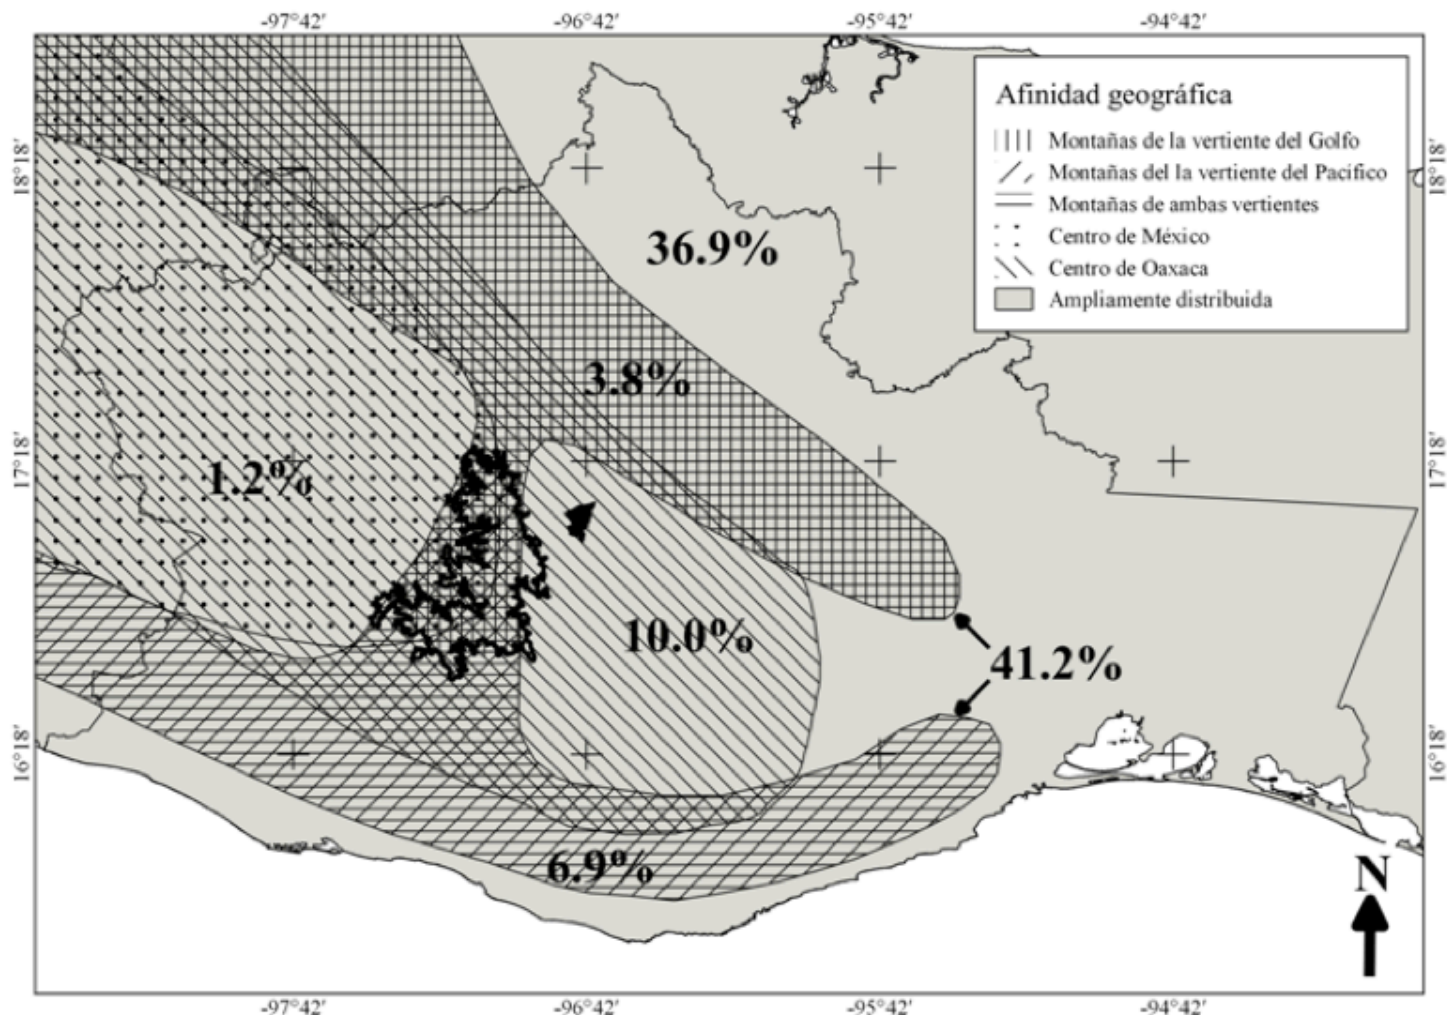 -97°42′
-96°42′
-95°42′
-94°42′
Afinidad geográfica
Montañas de la vertiente del Golfo
Montañas del la vertiente del Pacífico
Montañas de ambas vertientes
Centro de México
Centro de Oaxaca
Ampliamente distribuida
18°18′
18°18′
36.9%
3.8%
17°18′
17°18′
1.2%
10.0%
41.2%
16°18′
16°18′
6.9%
N
-97°42′
-96°42′
-95°42′
-94°42′